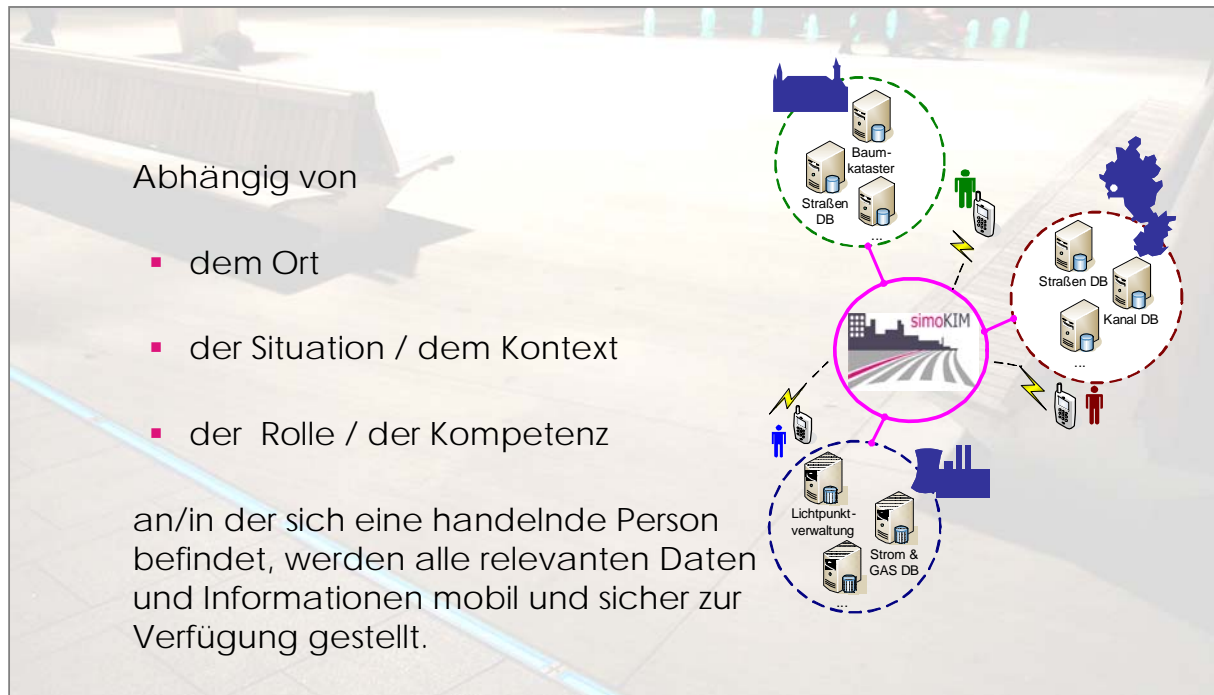 Abhängig von
▪ dem Ort
▪ der Situation / dem Kontext
▪ der Rolle / der Kompetenz
an/in der sich eine handelnde Person
befindet, werden alle relevanten Daten
und Informationen mobil und sicher zur
Verfügung gestellt.
Baum-
kataster
Straßen
DB
...
Straßen DB
Kanal DB
...
simoKIM
Lichtpunkt-
verwaltung
Strom &
GAS DB
...